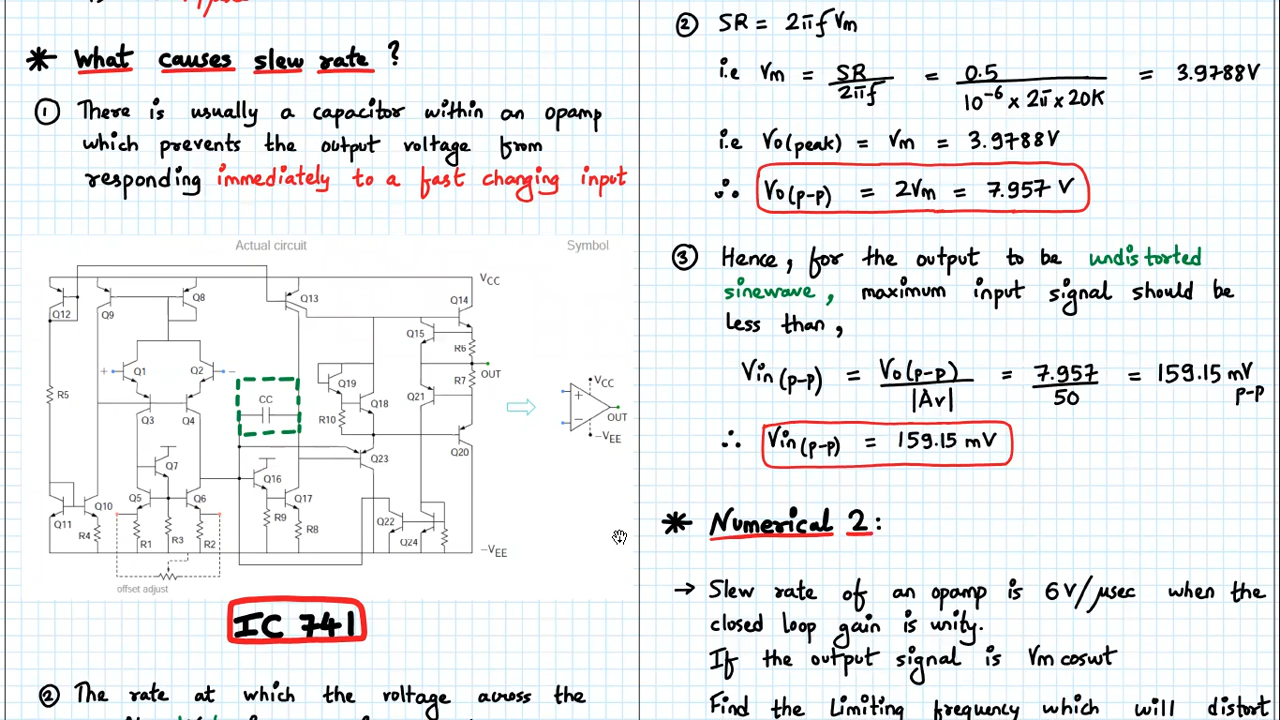 * What causes slew rate ?
① There is usually a capacitor within an opamp
which prevents the output voltage from
responding immediately to a fast changing input
Actual circuit
Symbol
VCC
Q12
Q9
Q8
Q13
Q14
Q15
R6
OUT
+
Q1
Q2
−
Q19
R7
R5
CC
Q18
Q21
R10
Q3
Q4
Q20
Q7
Q23
Q16
Q5
Q6
Q17
Q11
Q10
R4
R1
R3
R2
R9
R8
Q22
Q24
−VEE
offset adjust
VCC
+
−
OUT
−VEE
IC 741
② The rate at which the voltage across the
② SR = 2πf Vm
i.e Vm = SR / 2πf = 0.5 / 10⁻⁶ × 2π × 20K = 3.9788V
i.e Vo(peak) = Vm = 3.9788V
∴ Vo(p-p) = 2Vm = 7.957 V
③ Hence, for the output to be undistorted
sinewave, maximum input signal should be
less than,
Vin(p-p) = Vo(p-p) / |Av| = 7.957 / 50 = 159.15 mV p-p
∴ Vin(p-p) = 159.15 mV
* Numerical 2:
→ Slew rate of an opamp is 6V/μsec when the
closed loop gain is unity.
If the output signal is Vm coswt
Find the Limiting frequency which will distort